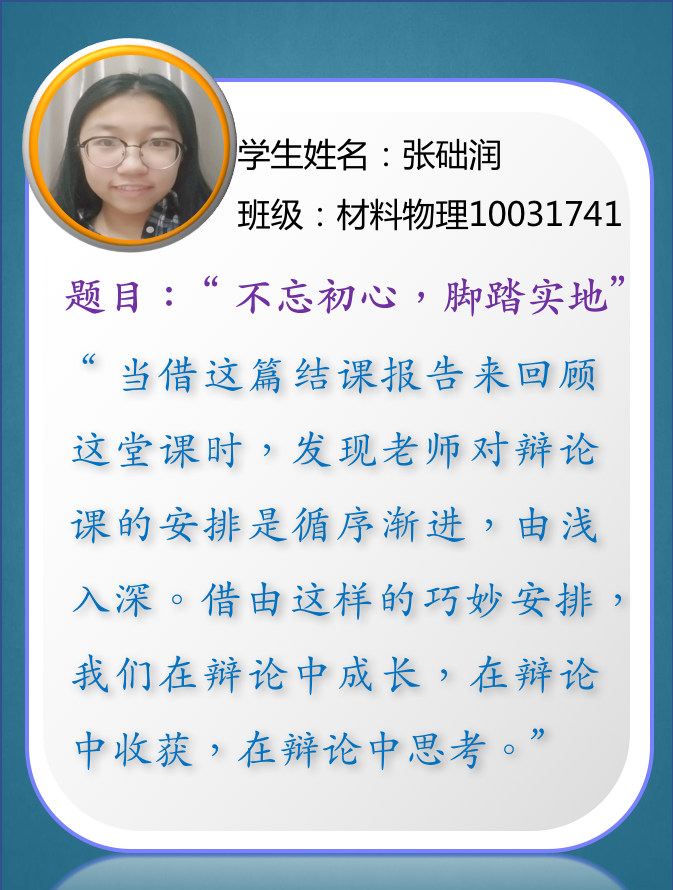 学生姓名：张础润
班级：材料物理10031741
题目：“不忘初心，脚踏实地”
“当借这篇结课报告来回顾
这堂课时，发现老师对辩论
课的安排是循序渐进，由浅
入深。借由这样的巧妙安排，
我们在辩论中成长，在辩论
中收获，在辩论中思考。”